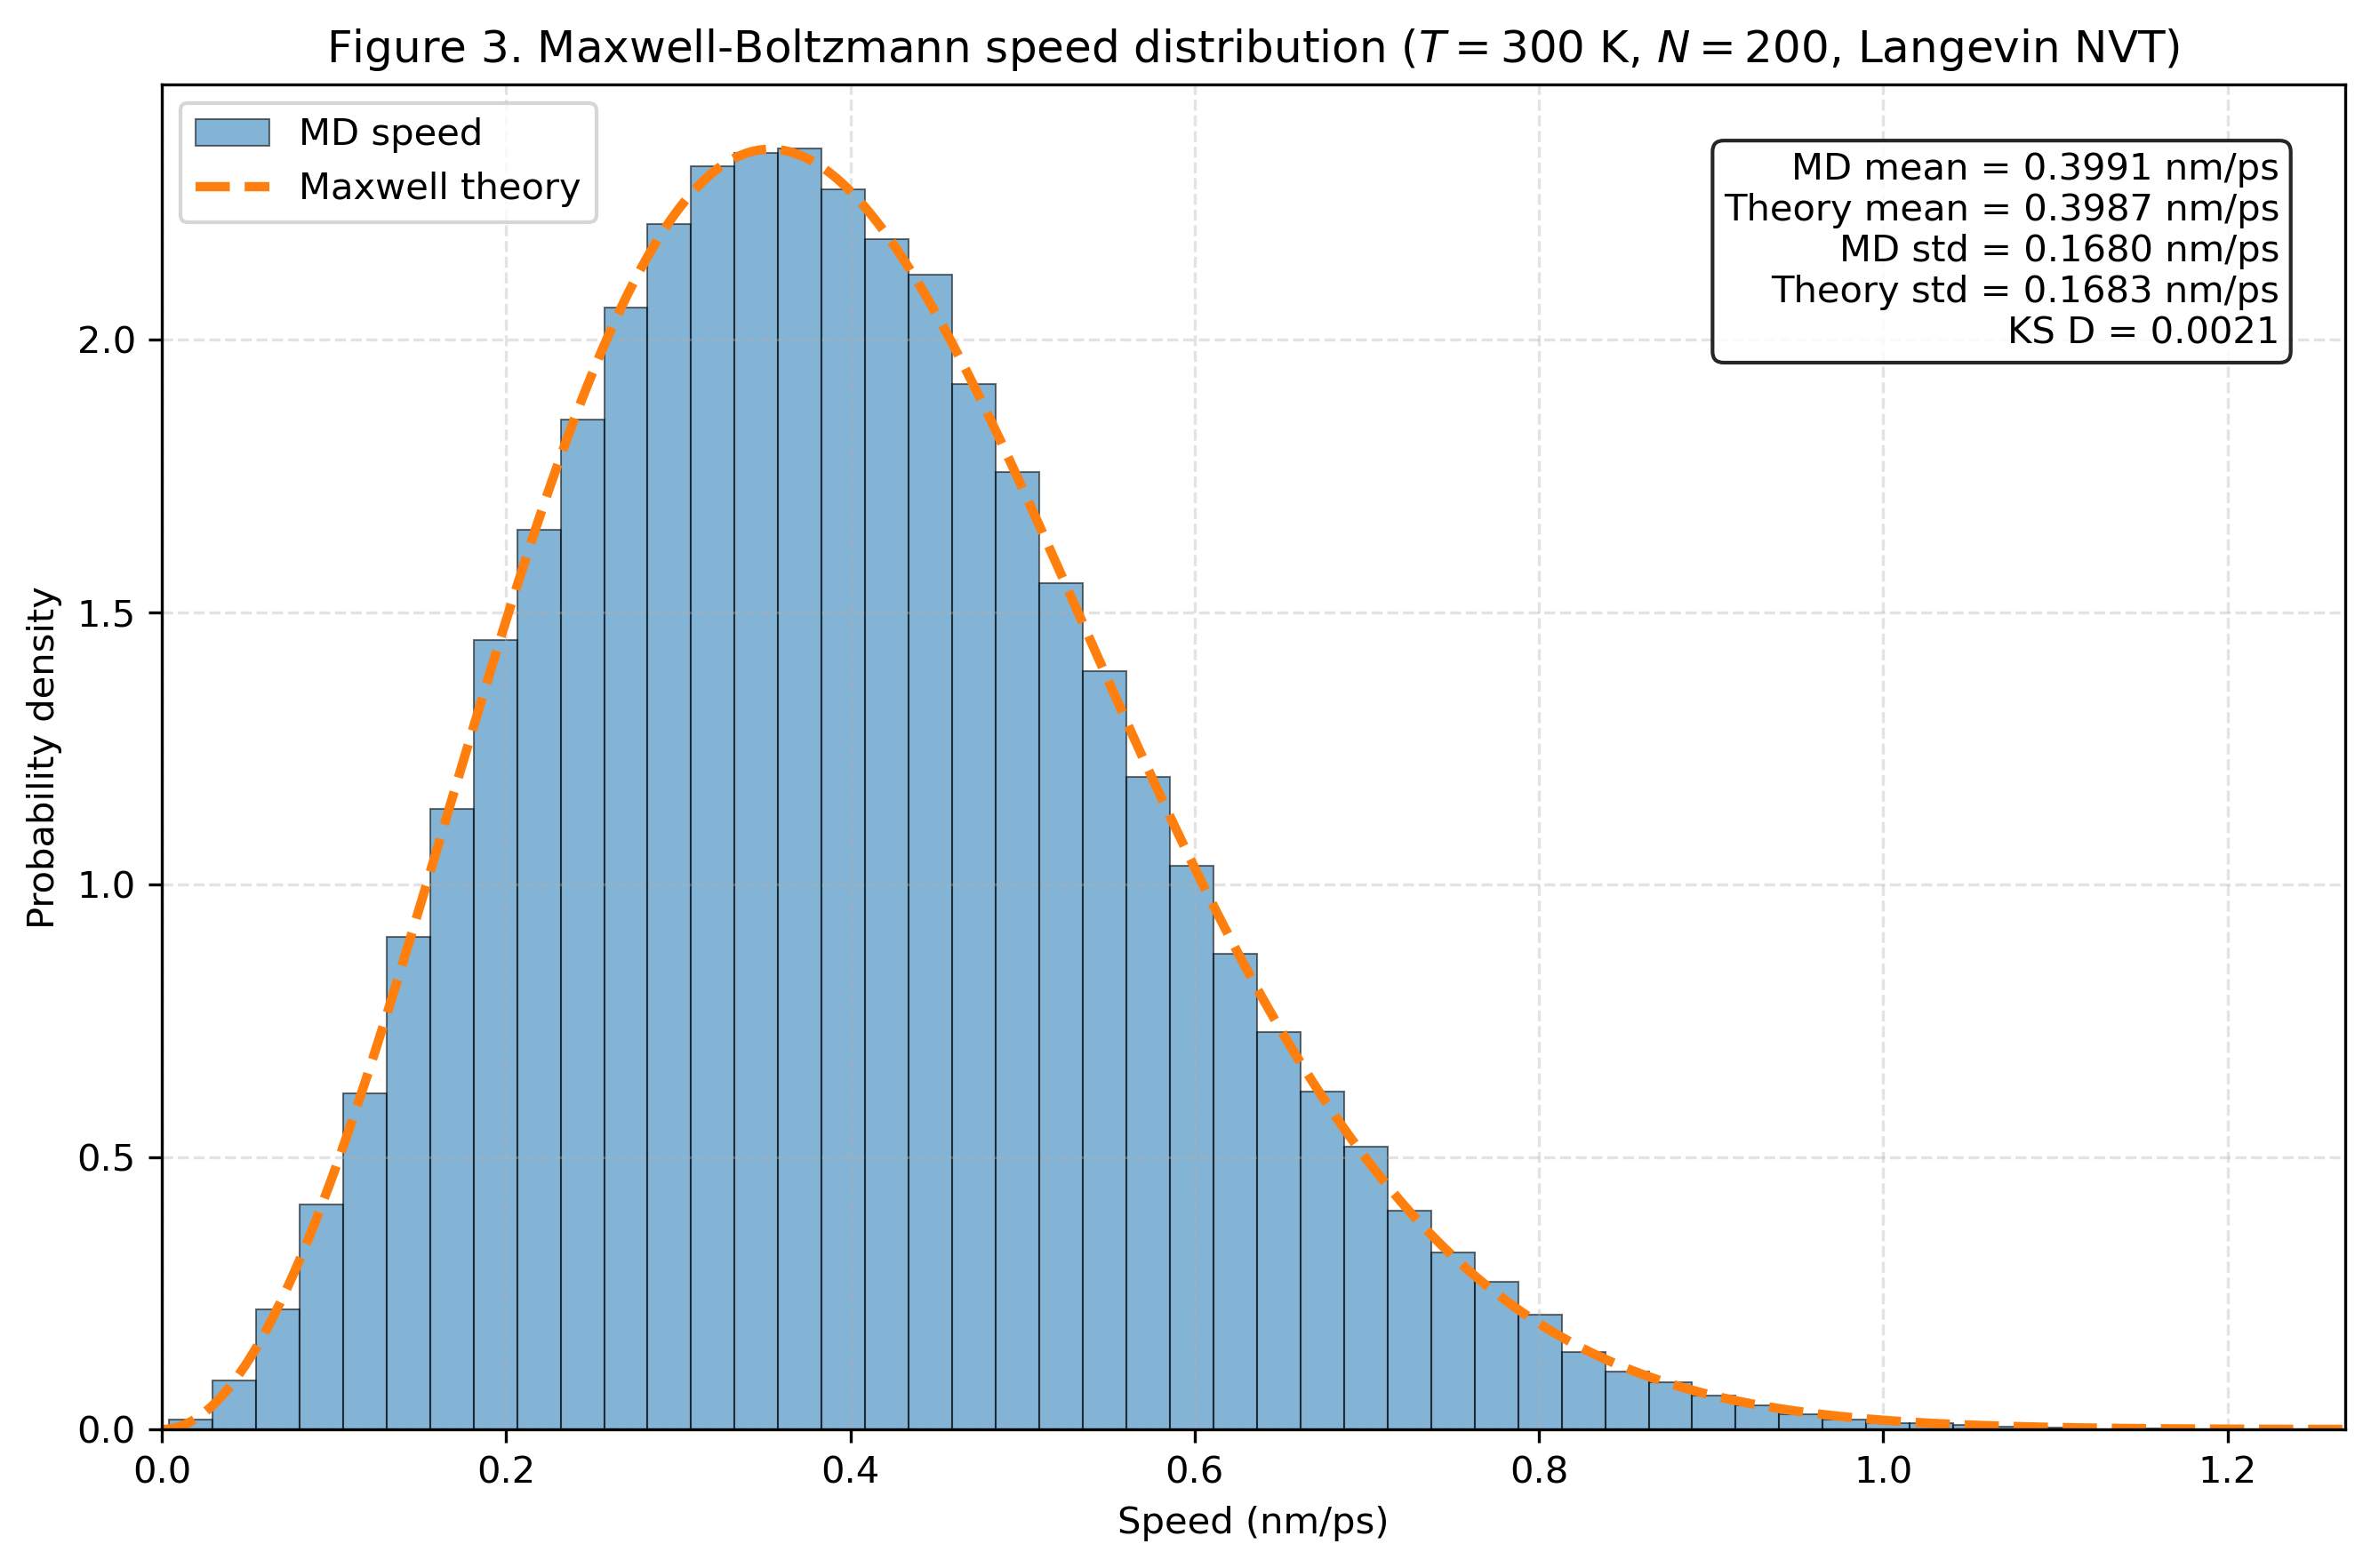 Figure 3. Maxwell-Boltzmann speed distribution (T = 300 K, N = 200, Langevin NVT)
MD speed
Maxwell theory
MD mean = 0.3991 nm/ps
Theory mean = 0.3987 nm/ps
MD std = 0.1680 nm/ps
Theory std = 0.1683 nm/ps
KS D = 0.0021
Probability density
2.0
1.5
1.0
0.5
0.0
0.0 0.2 0.4 0.6 0.8 1.0 1.2
Speed (nm/ps)